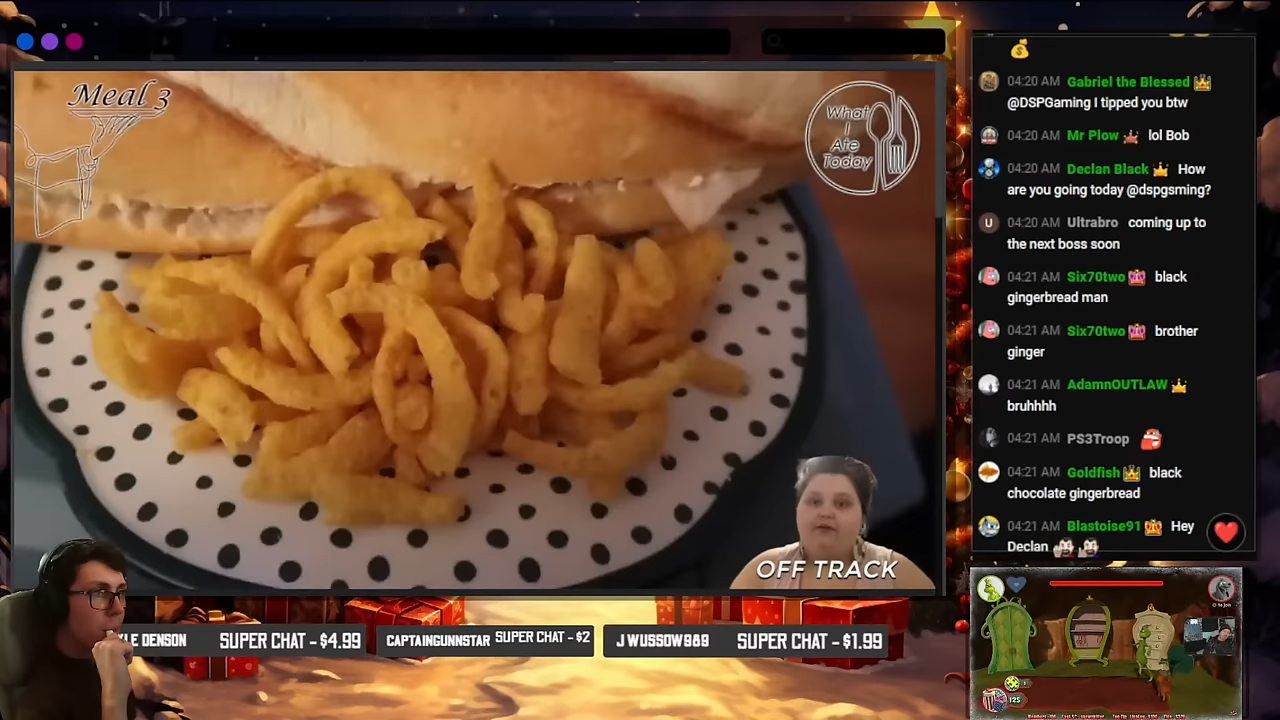 Meal 3
What
I
Ate
Today
OFF TRACK
LE DENSON SUPER CHAT - $4.99
CAPTAINGUNNSTAR SUPER CHAT - $2
J WUSSOW989 SUPER CHAT - $1.99
04:20 AM Gabriel the Blessed
@DSPGaming I tipped you btw
04:20 AM Mr Plow lol Bob
04:20 AM Declan Black How
are you going today @dspgsming?
U 04:20 AM Ultrabro coming up to
the next boss soon
04:21 AM Six70two black
gingerbread man
04:21 AM Six70two brother
ginger
04:21 AM AdamnOUTLAW
bruhhhh
04:21 AM PS3Troop
04:21 AM Goldfish black
chocolate gingerbread
04:21 AM Blastoise91 Hey
Declan
125